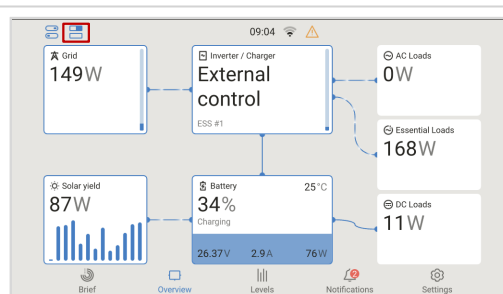 09:04
Grid
149W
Inverter / Charger
External
control
ESS #1
AC Loads
0W
Essential Loads
168W
Solar yield
87W
Battery
25°C
34%
Charging
26.37V 2.9A 76W
DC Loads
11W
2
Brief
Overview
Levels
Notifications
Settings